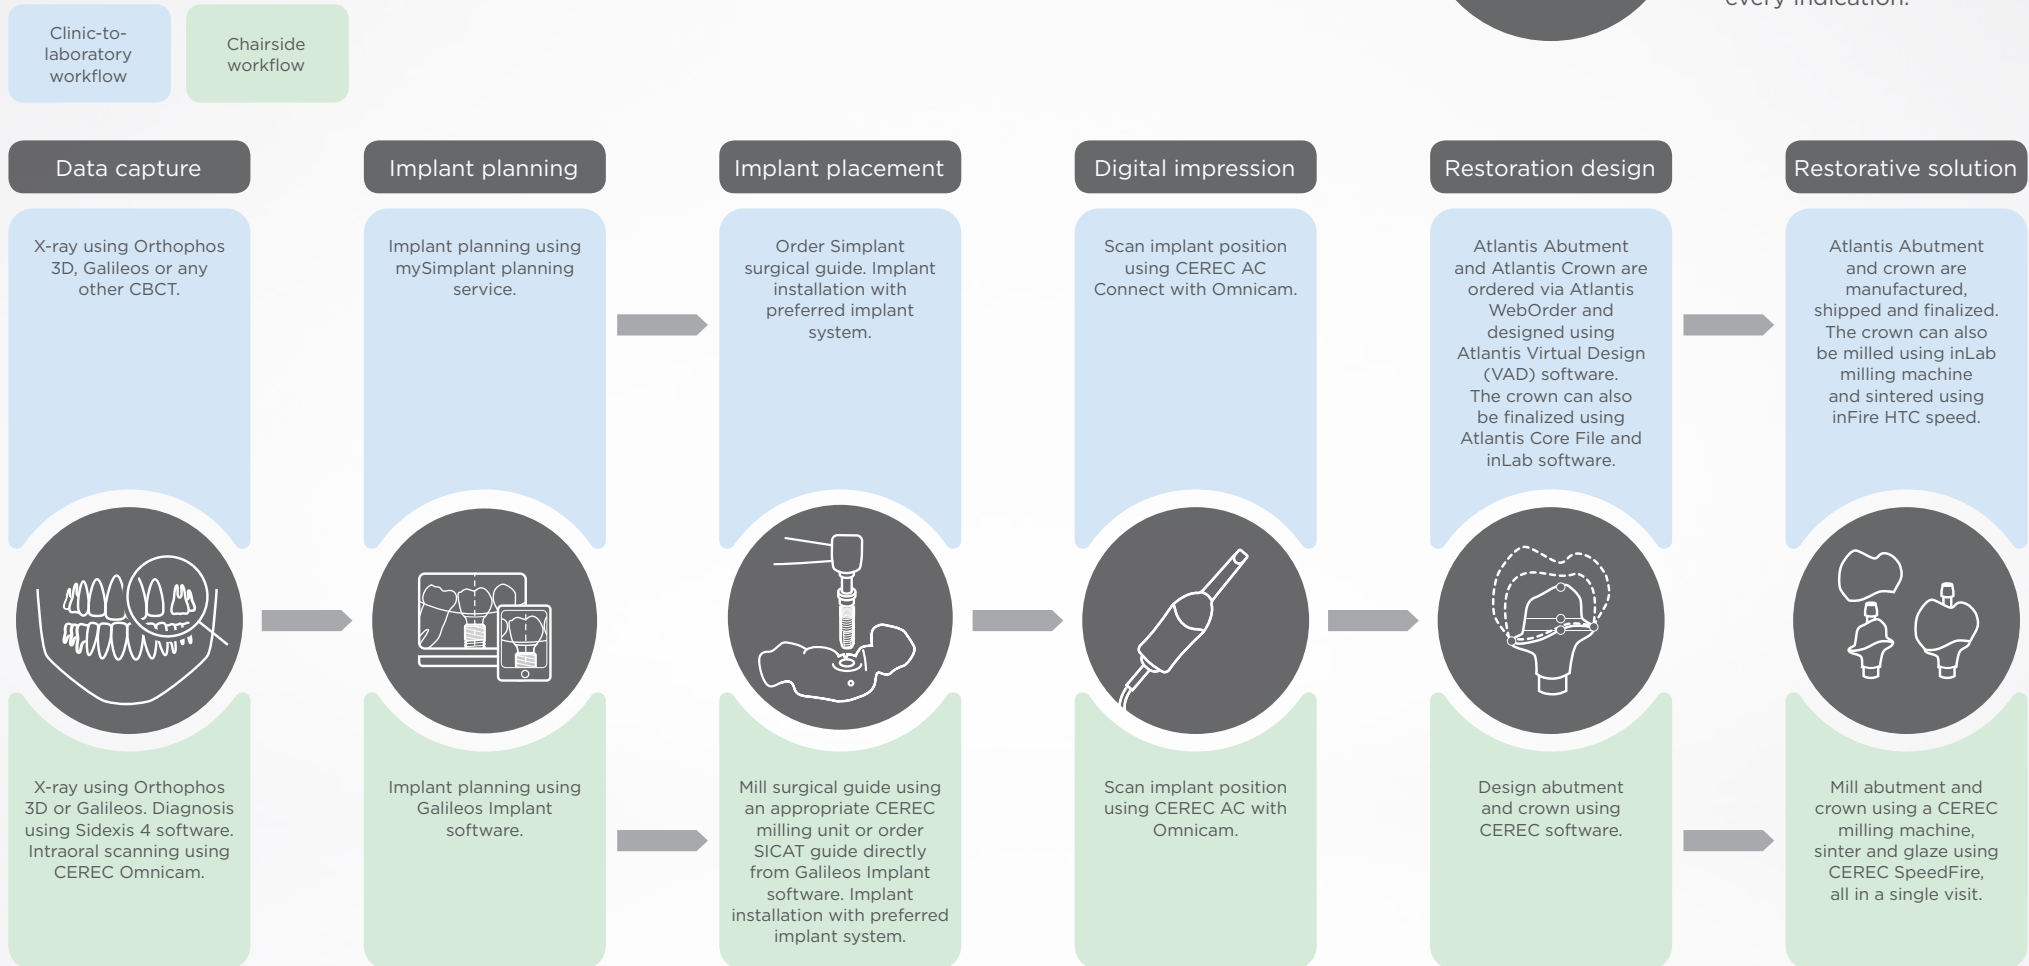 every indication.
Clinic-to-
laboratory
workflow
Chairside
workflow
Data capture
Implant planning
Implant placement
Digital impression
Restoration design
Restorative solution
X-ray using Orthophos
3D, Galileos or any
other CBCT.
Implant planning using
mySimplant planning
service.
Order Simplant
surgical guide. Implant
installation with
preferred implant
system.
Scan implant position
using CEREC AC
Connect with Omnicam.
Atlantis Abutment
and Atlantis Crown are
ordered via Atlantis
WebOrder and
designed using
Atlantis Virtual Design
(VAD) software.
The crown can also
be finalized using
Atlantis Core File and
inLab software.
Atlantis Abutment
and crown are
manufactured,
shipped and finalized.
The crown can also
be milled using inLab
milling machine
and sintered using
inFire HTC speed.
X-ray using Orthophos
3D or Galileos. Diagnosis
using Sidexis 4 software.
Intraoral scanning using
CEREC Omnicam.
Implant planning using
Galileos Implant
software.
Mill surgical guide using
an appropriate CEREC
milling unit or order
SICAT guide directly
from Galileos Implant
software. Implant
installation with preferred
implant system.
Scan implant position
using CEREC AC with
Omnicam.
Design abutment
and crown using
CEREC software.
Mill abutment and
crown using a CEREC
milling machine,
sinter and glaze using
CEREC SpeedFire,
all in a single visit.